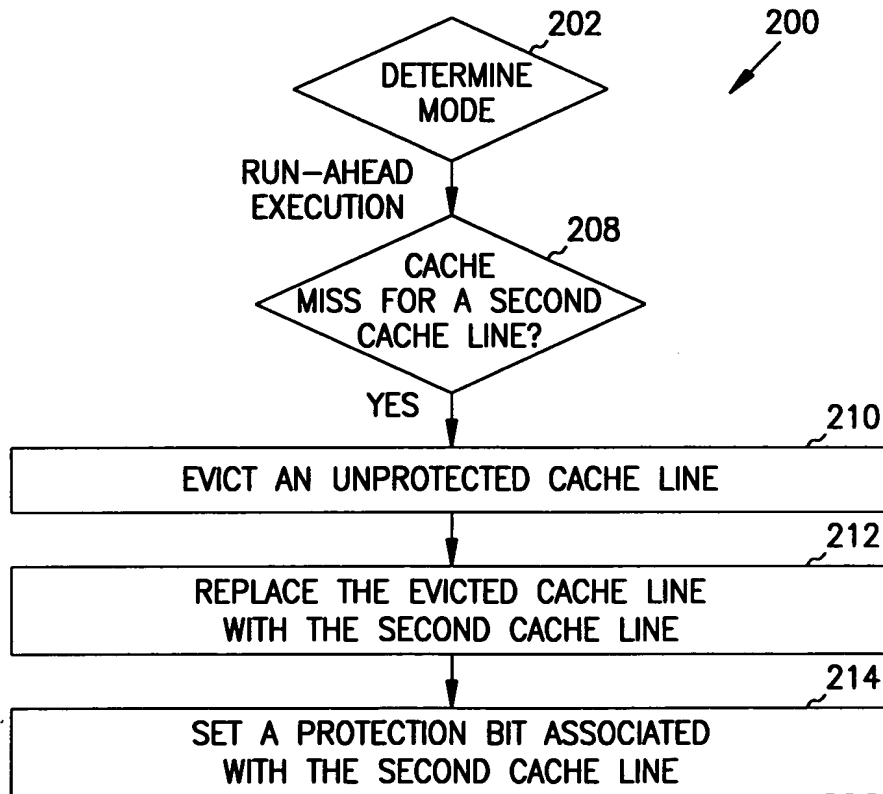 202
200
DETERMINE
MODE
RUN-AHEAD
EXECUTION
208
CACHE
MISS FOR A SECOND
CACHE LINE?
YES
210
EVICT AN UNPROTECTED CACHE LINE
212
REPLACE THE EVICTED CACHE LINE
WITH THE SECOND CACHE LINE
214
SET A PROTECTION BIT ASSOCIATED
WITH THE SECOND CACHE LINE